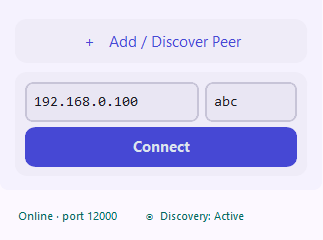 + Add / Discover Peer
192.168.0.100 abc
Connect
Online · port 12000 ◉ Discovery: Active